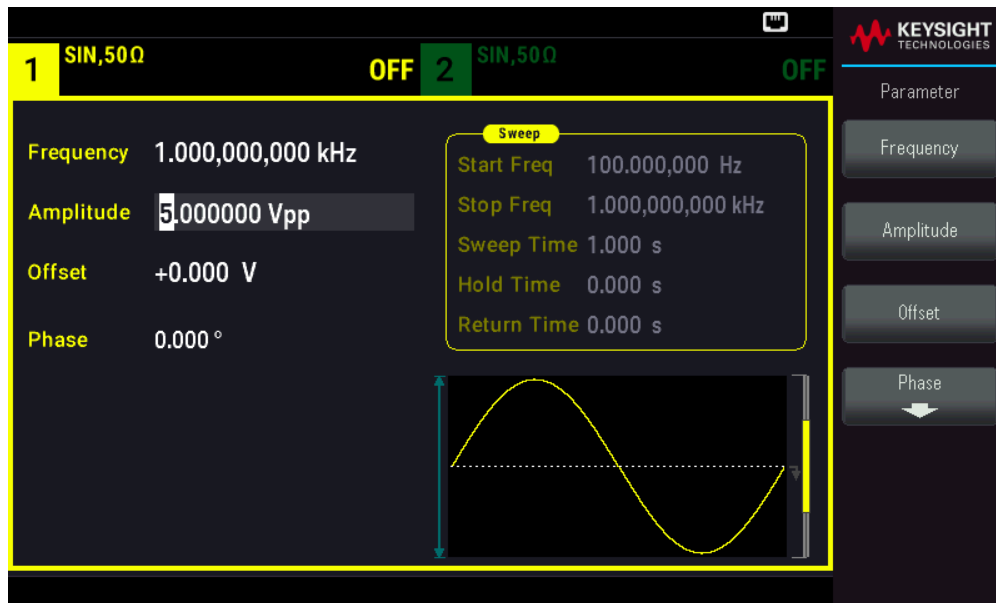 KEYSIGHT
TECHNOLOGIES
1 SIN,50Ω OFF
2 SIN,50Ω OFF
Parameter
Frequency 1.000,000,000 kHz
Amplitude 5.000000 Vpp
Offset +0.000 V
Phase 0.000 °
Sweep
Start Freq 100.000,000 Hz
Stop Freq 1.000,000,000 kHz
Sweep Time 1.000 s
Hold Time 0.000 s
Return Time 0.000 s
Frequency
Amplitude
Offset
Phase